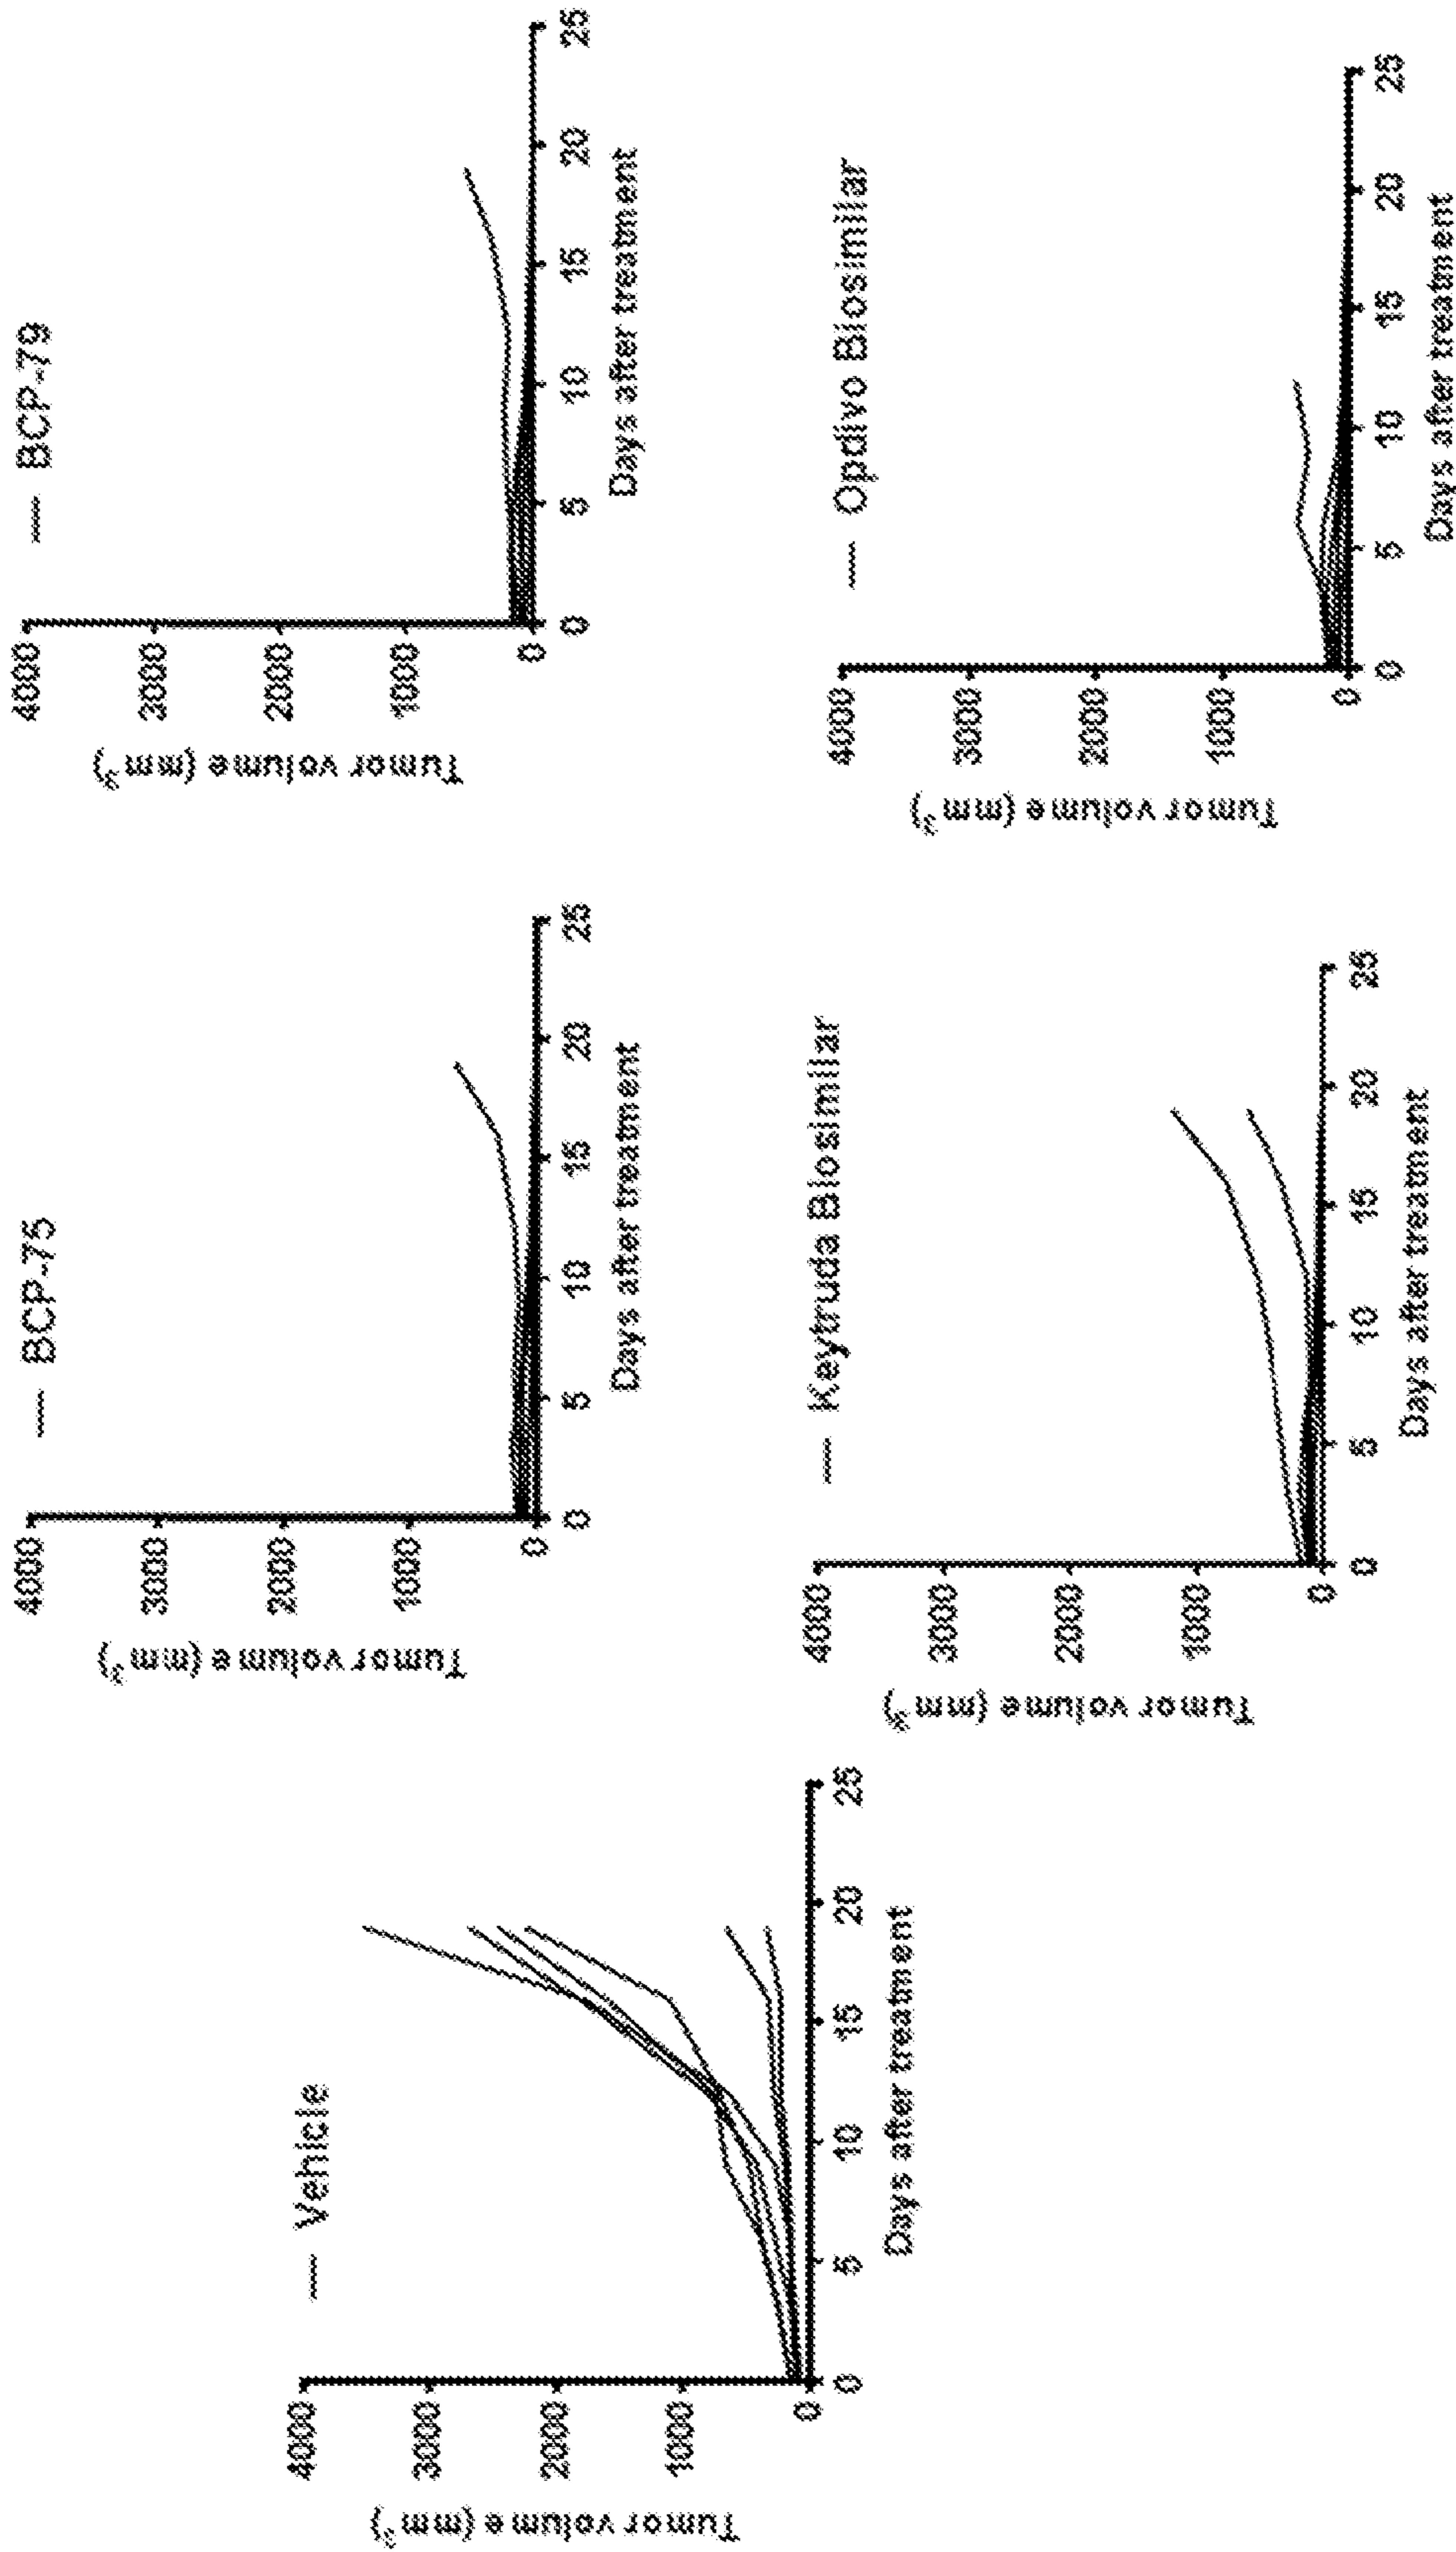 Vehicle
Tumor volume (mm³)
4000
3000
2000
1000
0
0 5 10 15 20 25
Days after treatment
BCP-75
Tumor volume (mm³)
4000
3000
2000
1000
0
0 5 10 15 20 25
Days after treatment
BCP-79
Tumor volume (mm³)
4000
3000
2000
1000
0
0 5 10 15 20 25
Days after treatment
Keytruda Biosimilar
Tumor volume (mm³)
4000
3000
2000
1000
0
0 5 10 15 20 25
Days after treatment
Opdivo Biosimilar
Tumor volume (mm³)
4000
3000
2000
1000
0
0 5 10 15 20 25
Days after treatment